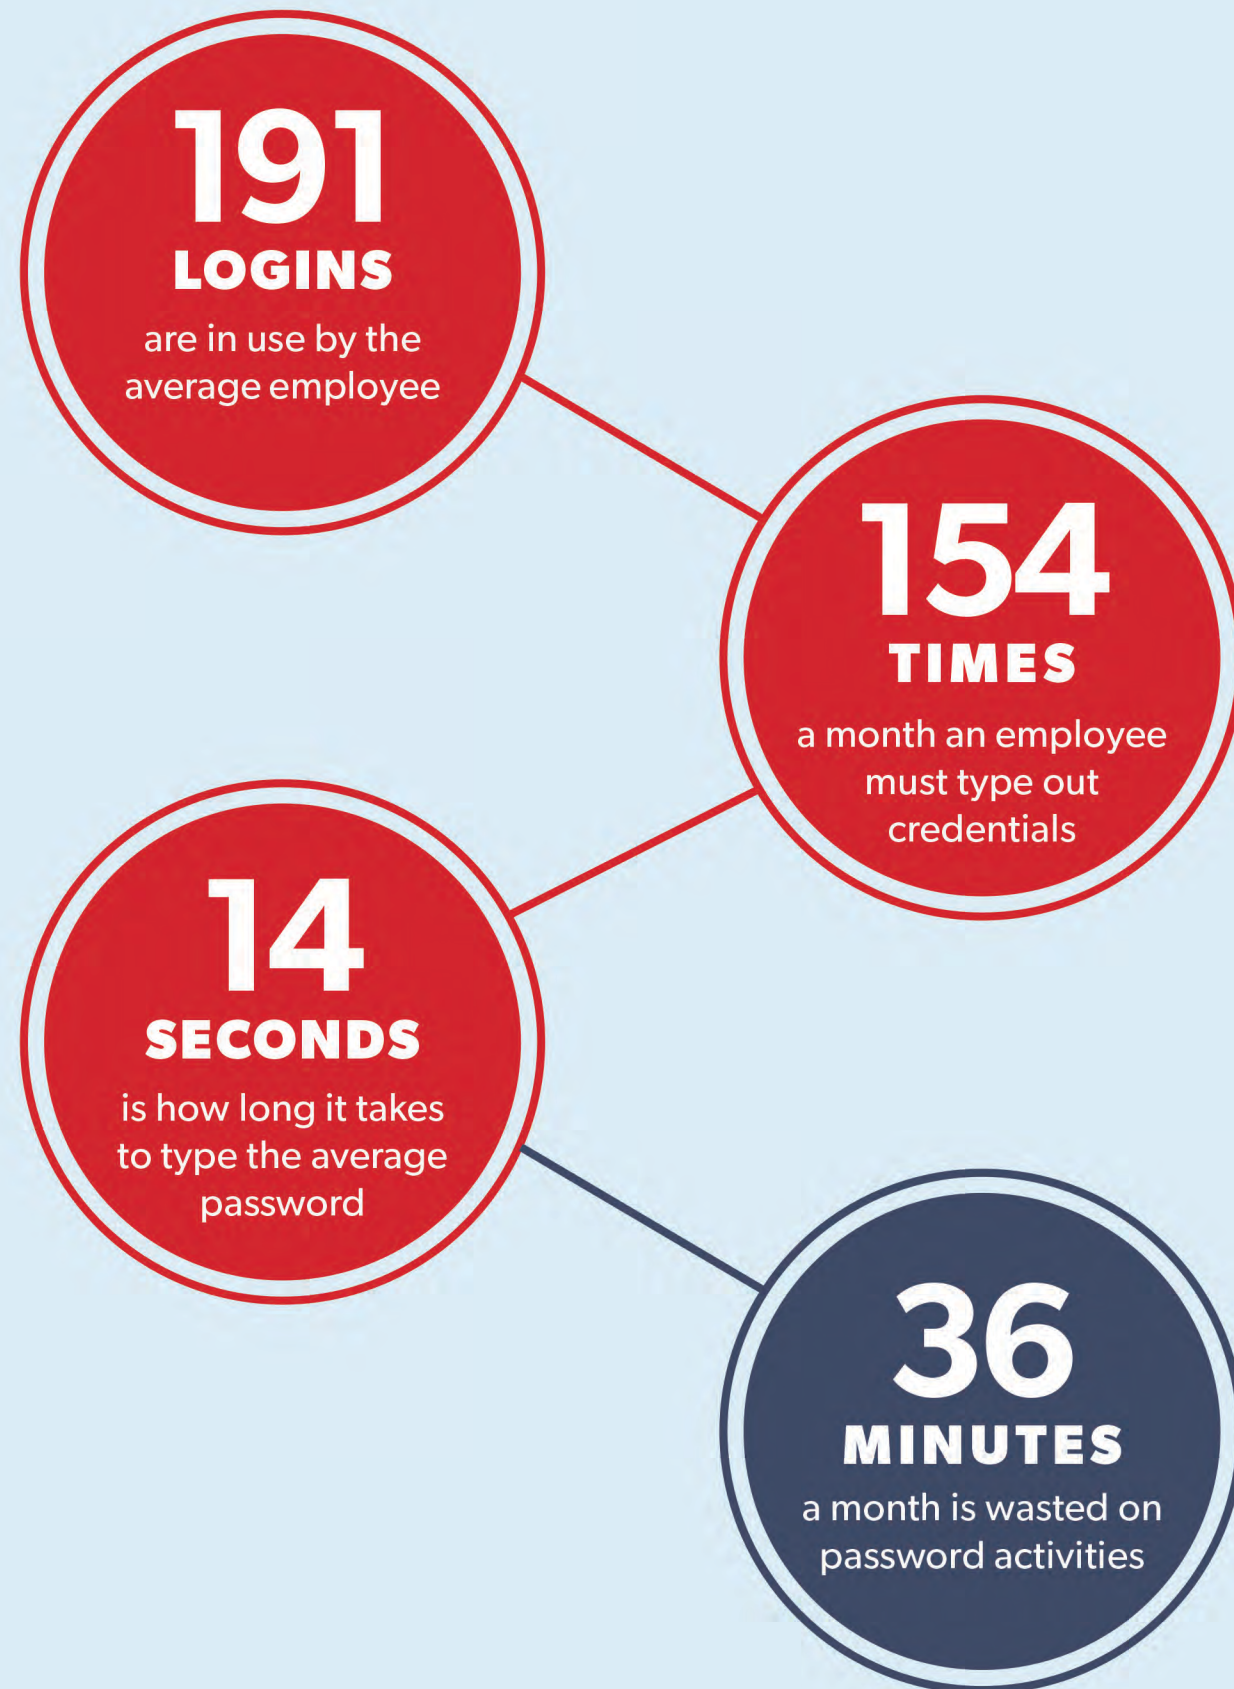 191
LOGINS
are in use by the
average employee
154
TIMES
a month an employee
must type out
credentials
14
SECONDS
is how long it takes
to type the average
password
36
MINUTES
a month is wasted on
password activities